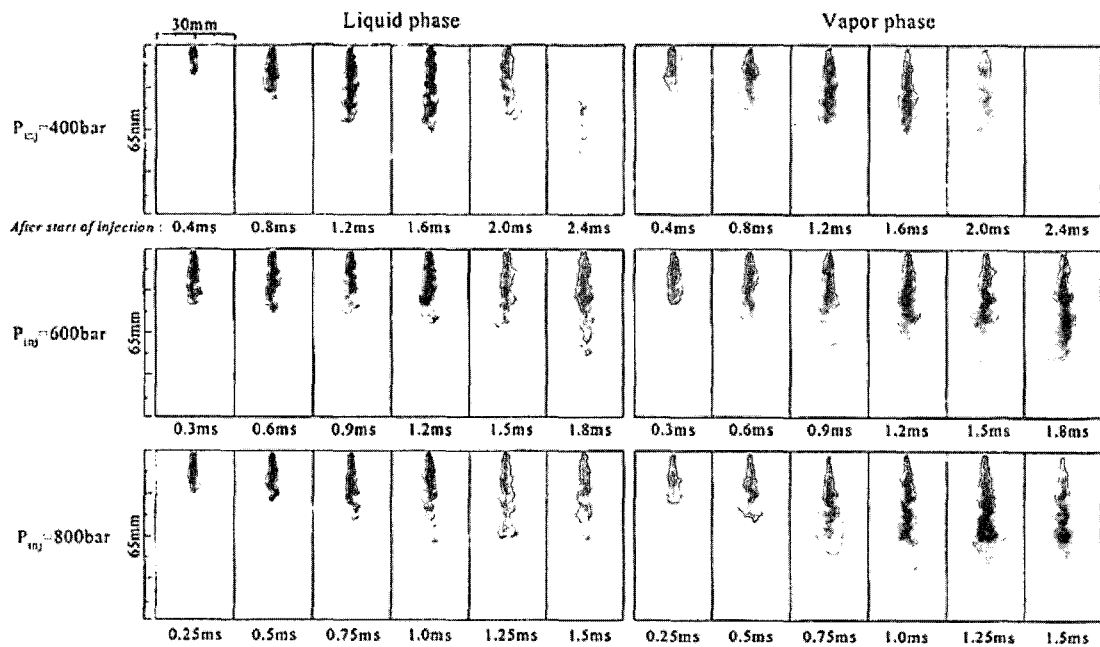 30mm
Liquid phase
Vapor phase
65mm
P_inj=400bar
After start of injection : 0.4ms 0.8ms 1.2ms 1.6ms 2.0ms 2.4ms 0.4ms 0.8ms 1.2ms 1.6ms 2.0ms 2.4ms
65mm
P_inj=600bar
0.3ms 0.6ms 0.9ms 1.2ms 1.5ms 1.8ms 0.3ms 0.6ms 0.9ms 1.2ms 1.5ms 1.8ms
65mm
P_inj=800bar
0.25ms 0.5ms 0.75ms 1.0ms 1.25ms 1.5ms 0.25ms 0.5ms 0.75ms 1.0ms 1.25ms 1.5ms